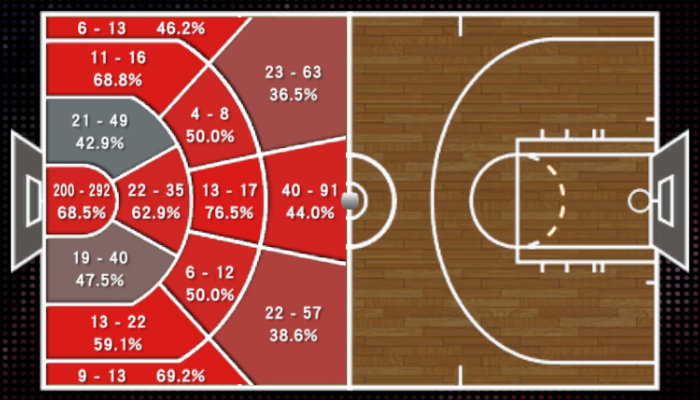 6 - 13 46.2%
11 - 16
68.8%
23 - 63
36.5%
4 - 8
50.0%
21 - 49
42.9%
200 - 292
68.5%
22 - 35
62.9%
13 - 17
76.5%
40 - 91
44.0%
19 - 40
47.5%
6 - 12
50.0%
22 - 57
38.6%
13 - 22
59.1%
9 - 13 69.2%